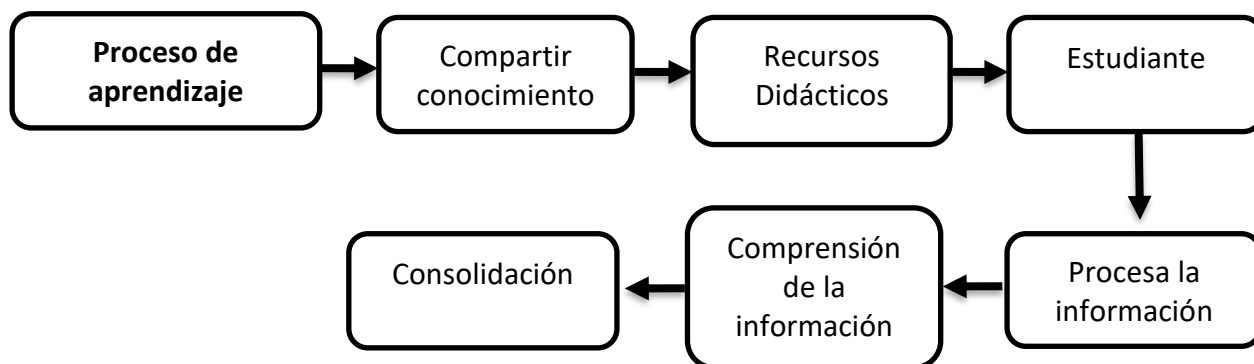 Proceso de
aprendizaje
Compartir
conocimiento
Recursos
Didácticos
Estudiante
Procesa la
información
Comprensión
de la
información
Consolidación